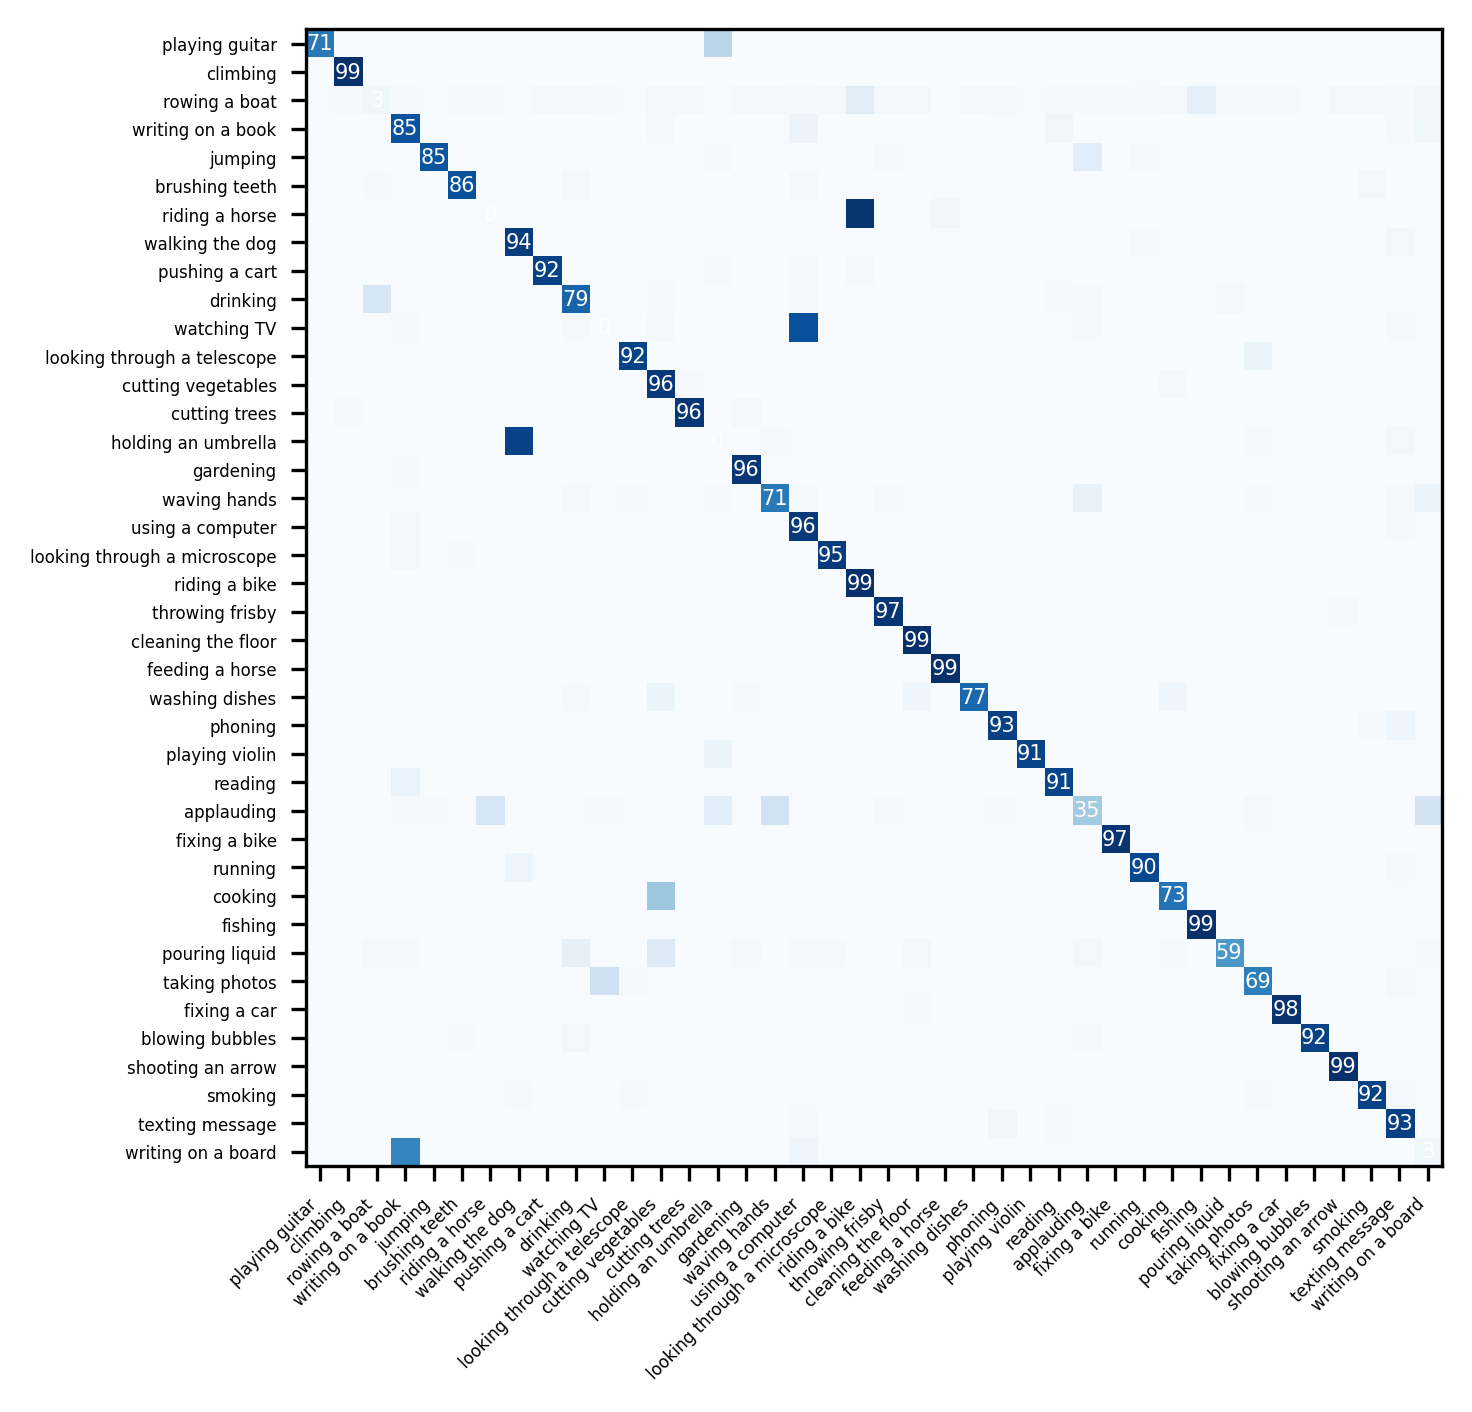 playing guitar 71
climbing 99
rowing a boat 3
writing on a book 85
jumping 85
brushing teeth 86
riding a horse 0
walking the dog 94
pushing a cart 92
drinking 79
watching TV 0
looking through a telescope 92
cutting vegetables 96
cutting trees 96
holding an umbrella 0
gardening 96
waving hands 71
using a computer 96
looking through a microscope 95
riding a bike 99
throwing frisby 97
cleaning the floor 99
feeding a horse 99
washing dishes 77
phoning 93
playing violin 91
reading 91
applauding 35
fixing a bike 97
running 90
cooking 73
fishing 99
pouring liquid 59
taking photos 69
fixing a car 98
blowing bubbles 92
shooting an arrow 99
smoking 92
texting message 93
writing on a board 3
playing guitar
climbing
rowing a boat
writing on a book
jumping
brushing teeth
riding a horse
walking the dog
pushing a cart
drinking
watching TV
looking through a telescope
cutting vegetables
cutting trees
holding an umbrella
gardening
waving hands
using a computer
looking through a microscope
riding a bike
throwing frisby
cleaning the floor
feeding a horse
washing dishes
phoning
playing violin
reading
applauding
fixing a bike
running
cooking
fishing
pouring liquid
taking photos
fixing a car
blowing bubbles
shooting an arrow
smoking
texting message
writing on a board